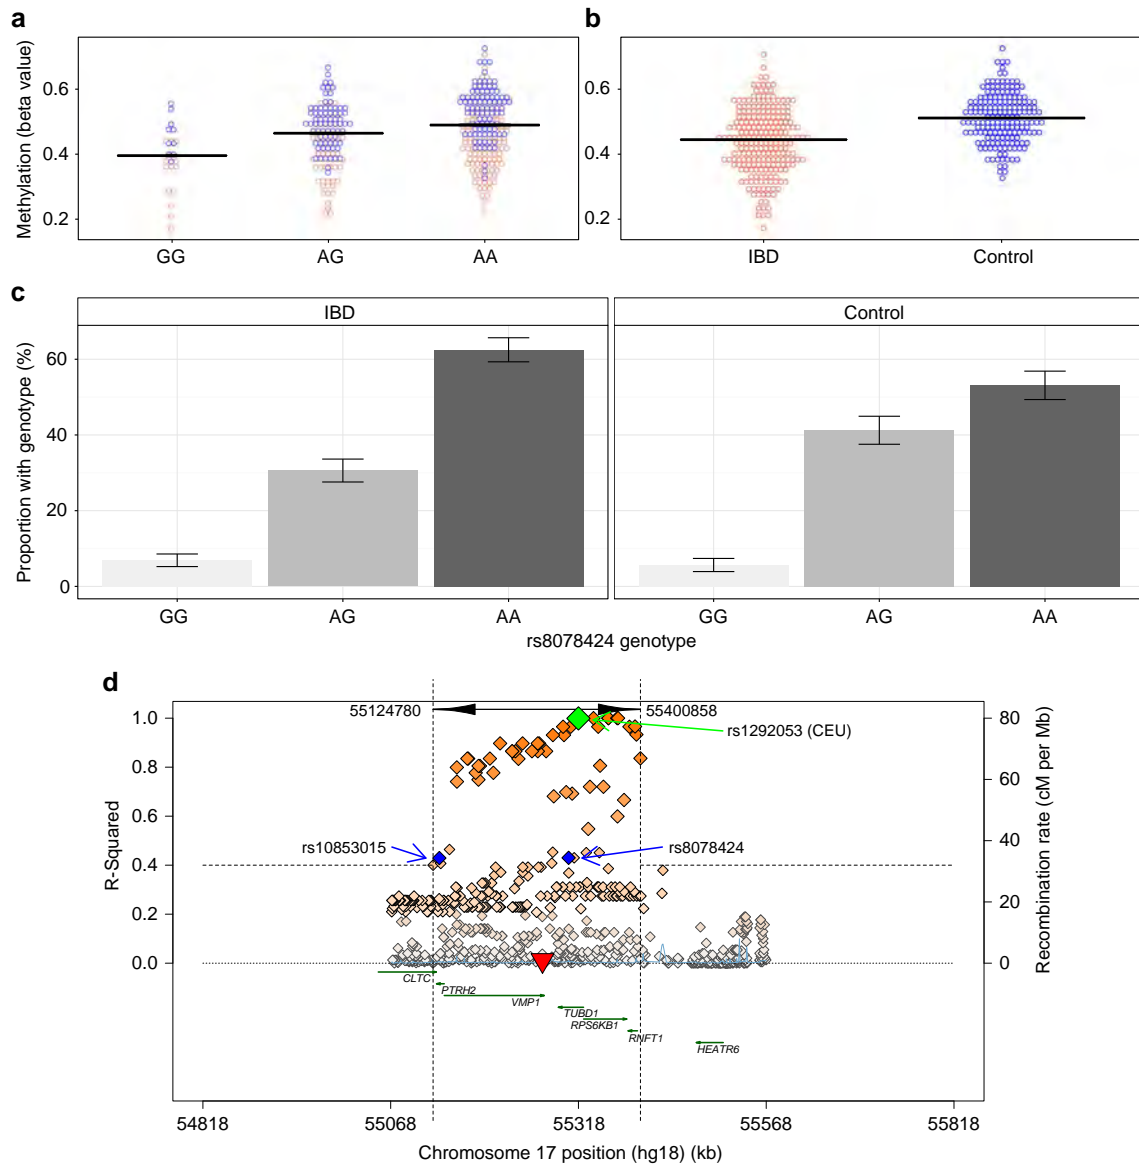 a
b
Methylation (beta value)
0.6
0.4
0.2
GG
AG
AA
0.6
0.4
0.2
IBD
Control
c
IBD
Control
Proportion with genotype (%)
60
40
20
0
GG
AG
AA
GG
AG
AA
rs8078424 genotype
d
55124780
55400858
rs1292053 (CEU)
rs10853015
rs8078424
R-Squared
1.0
0.8
0.6
0.4
0.2
0.0
Recombination rate (cM per Mb)
80
60
40
20
0
CLTC
PTRH2
VMP1
TUBD1
RPS6KB1
RNFT1
HEATR6
54818
55068
55318
55568
55818
Chromosome 17 position (hg18) (kb)